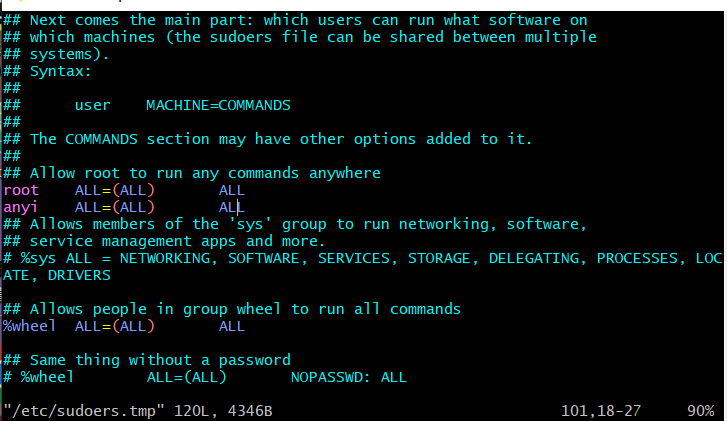 ## Next comes the main part: which users can run what software on
## which machines (the sudoers file can be shared between multiple
## systems).
## Syntax:
##
##      user    MACHINE=COMMANDS
##
## The COMMANDS section may have other options added to it.
##
## Allow root to run any commands anywhere
root    ALL=(ALL)       ALL
anyi    ALL=(ALL)       ALL
## Allows members of the 'sys' group to run networking, software,
## service management apps and more.
# %sys ALL = NETWORKING, SOFTWARE, SERVICES, STORAGE, DELEGATING, PROCESSES, LOC
ATE, DRIVERS
## Allows people in group wheel to run all commands
%wheel  ALL=(ALL)       ALL
## Same thing without a password
# %wheel        ALL=(ALL)       NOPASSWD: ALL
"/etc/sudoers.tmp" 120L, 4346B                                101,18-27     90%